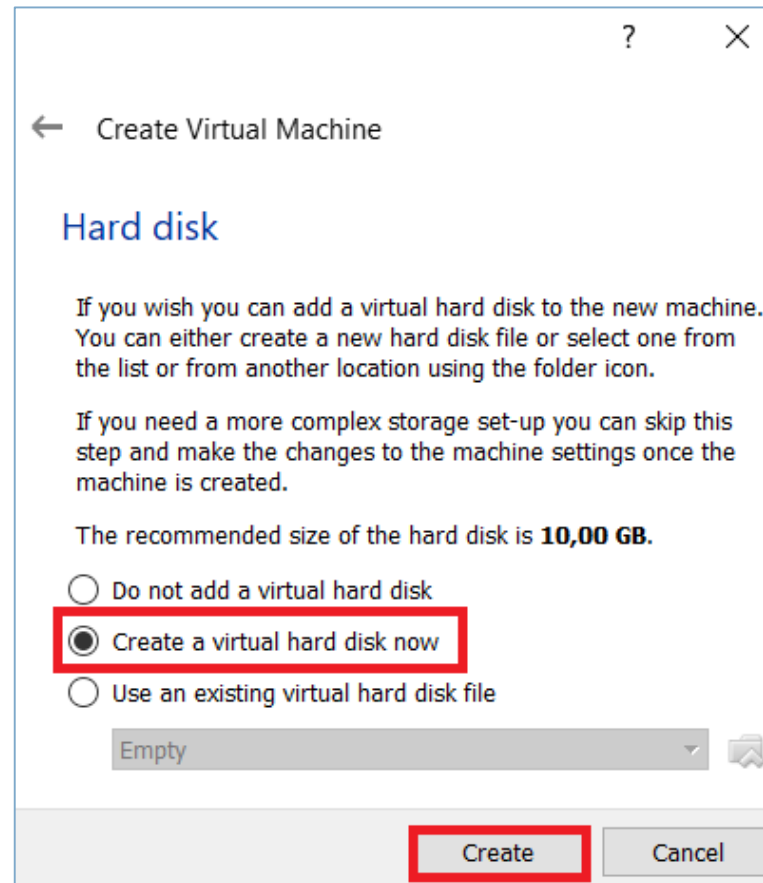 ?
Create Virtual Machine
Hard disk
If you wish you can add a virtual hard disk to the new machine.
You can either create a new hard disk file or select one from
the list or from another location using the folder icon.
If you need a more complex storage set-up you can skip this
step and make the changes to the machine settings once the
machine is created.
The recommended size of the hard disk is 10,00 GB.
Do not add a virtual hard disk
Create a virtual hard disk now
Use an existing virtual hard disk file
Empty
Create Cancel